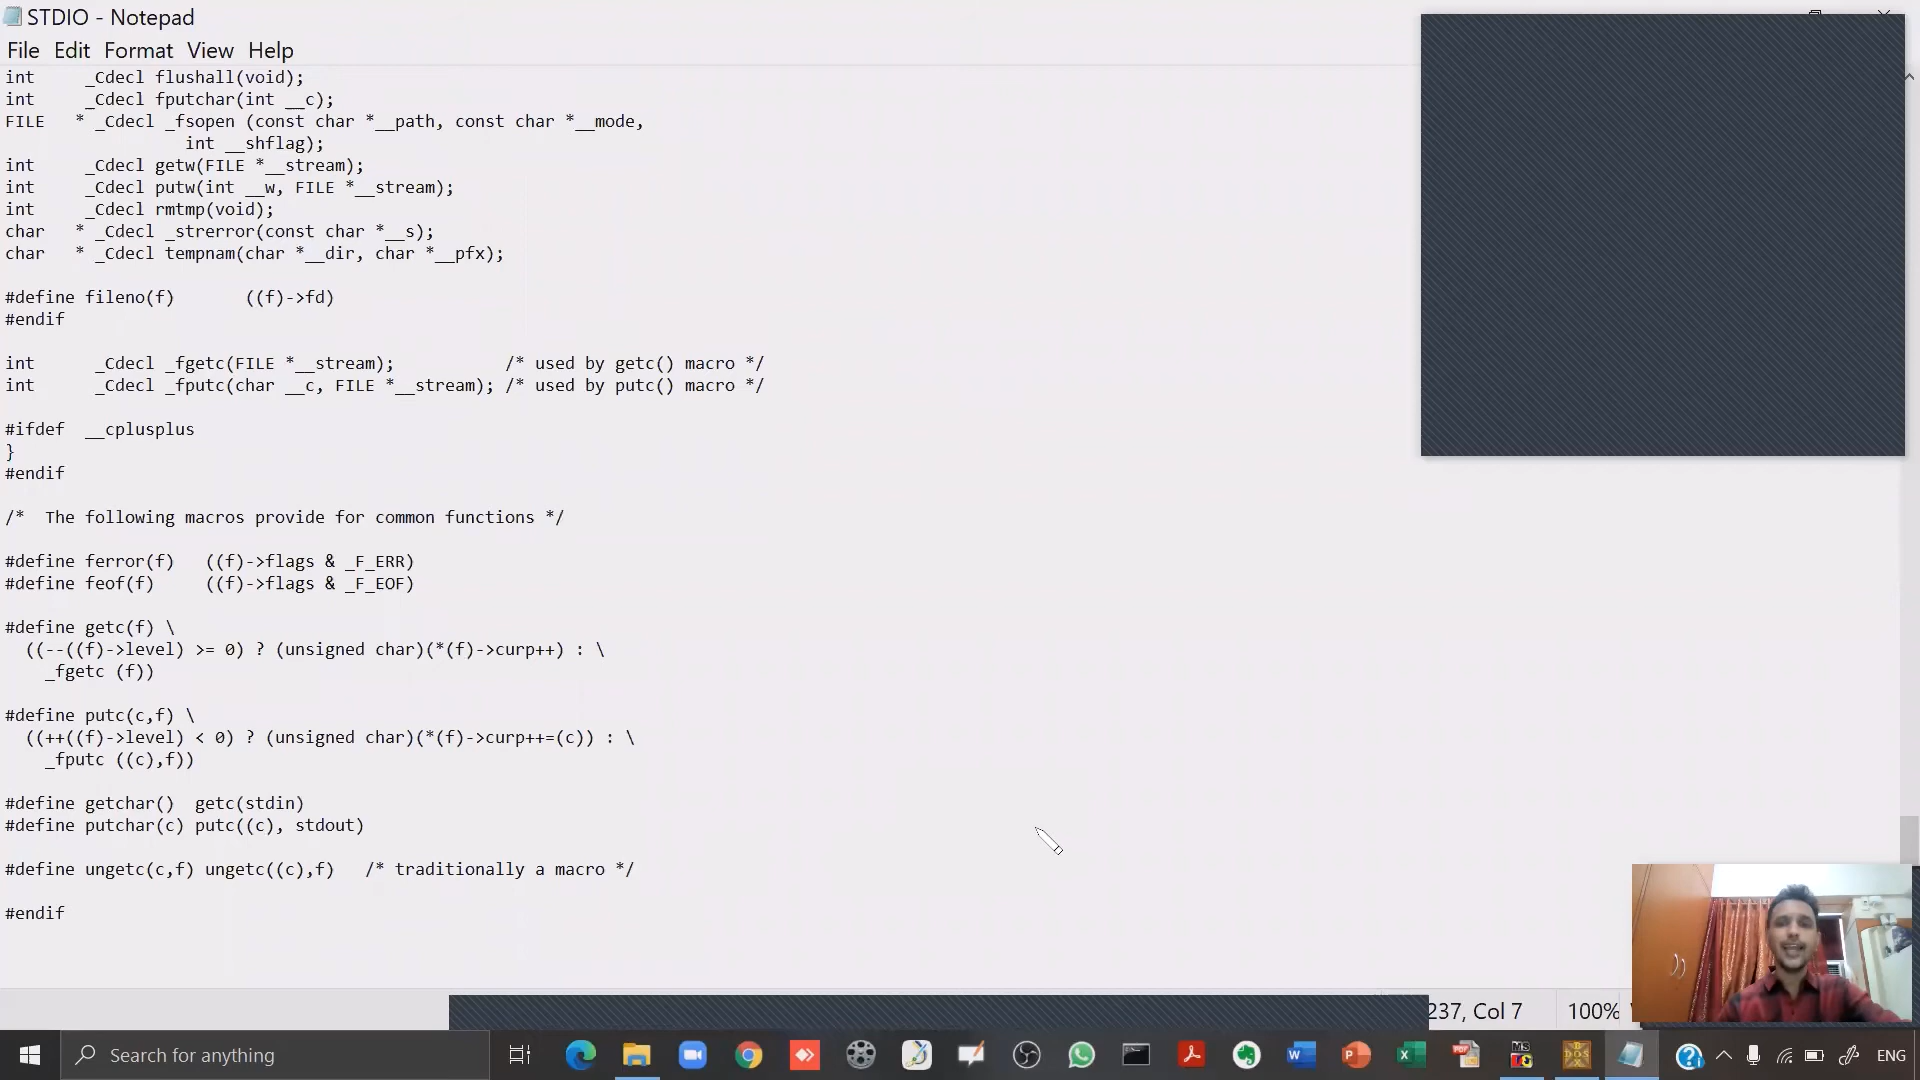 STDIO - Notepad
File Edit Format View Help
int     _Cdecl flushall(void);
int     _Cdecl fputchar(int __c);
FILE   * _Cdecl _fsopen (const char *__path, const char *__mode,
                  int __shflag);
int     _Cdecl getw(FILE *__stream);
int     _Cdecl putw(int __w, FILE *__stream);
int     _Cdecl rmtmp(void);
char   * _Cdecl _strerror(const char *__s);
char   * _Cdecl tempnam(char *__dir, char *__pfx);
#define fileno(f)       ((f)->fd)
#endif
int      _Cdecl _fgetc(FILE *__stream);           /* used by getc() macro */
int      _Cdecl _fputc(char __c, FILE *__stream); /* used by putc() macro */
#ifdef  __cplusplus
}
#endif
/*  The following macros provide for common functions */
#define ferror(f)   ((f)->flags & _F_ERR)
#define feof(f)     ((f)->flags & _F_EOF)
#define getc(f) \
  ((--((f)->level) >= 0) ? (unsigned char)(*(f)->curp++) : \
    _fgetc (f))
#define putc(c,f) \
  ((++((f)->level) < 0) ? (unsigned char)(*(f)->curp++=(c)) : \
    _fputc ((c),f))
#define getchar()  getc(stdin)
#define putchar(c) putc((c), stdout)
#define ungetc(c,f) ungetc((c),f)   /* traditionally a macro */
#endif
237, Col 7 100%
Search for anything ENG